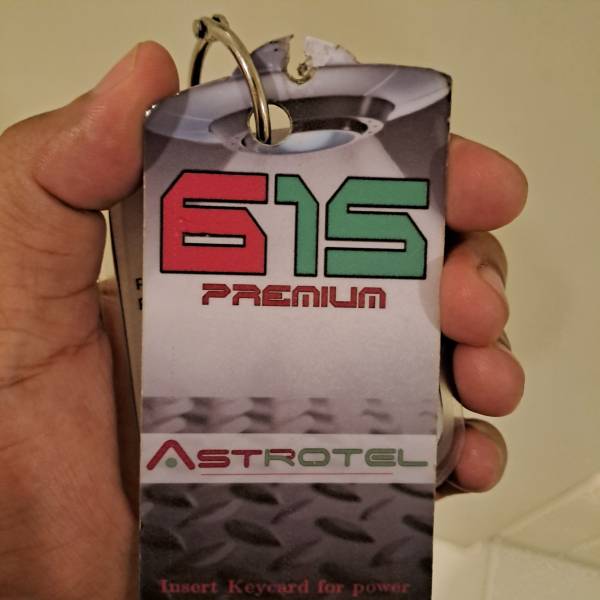 615
PREMIUM
ASTROTEL
Insert Keycard for power